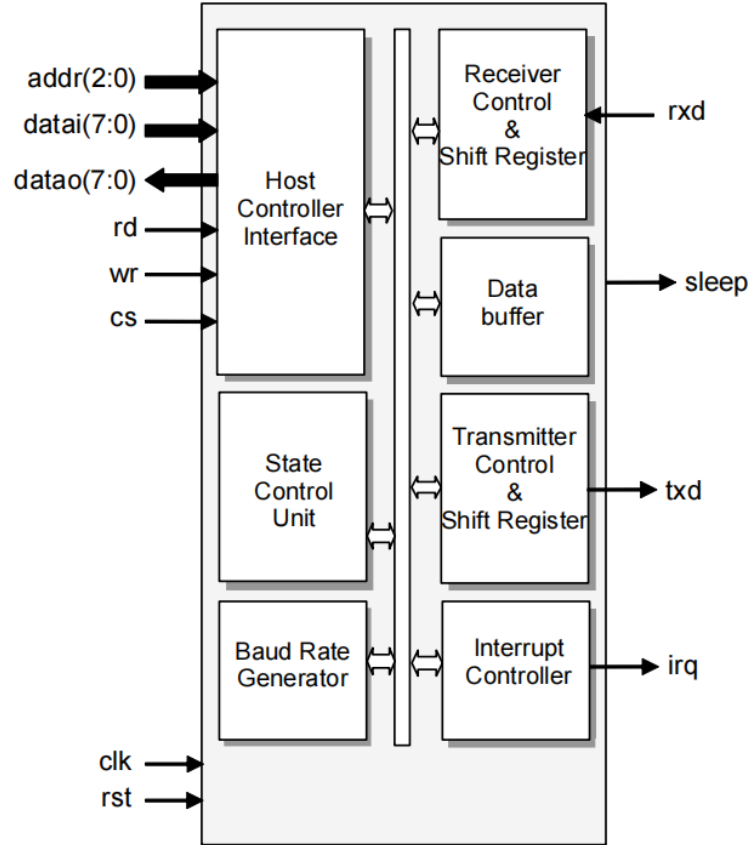 addr(2:0)
datai(7:0)
datao(7:0)
rd
wr
cs
Host
Controller
Interface
State
Control
Unit
Baud Rate
Generator
clk
rst
Receiver
Control
&
Shift Register
Data
buffer
Transmitter
Control
&
Shift Register
Interrupt
Controller
rxd
sleep
txd
irq